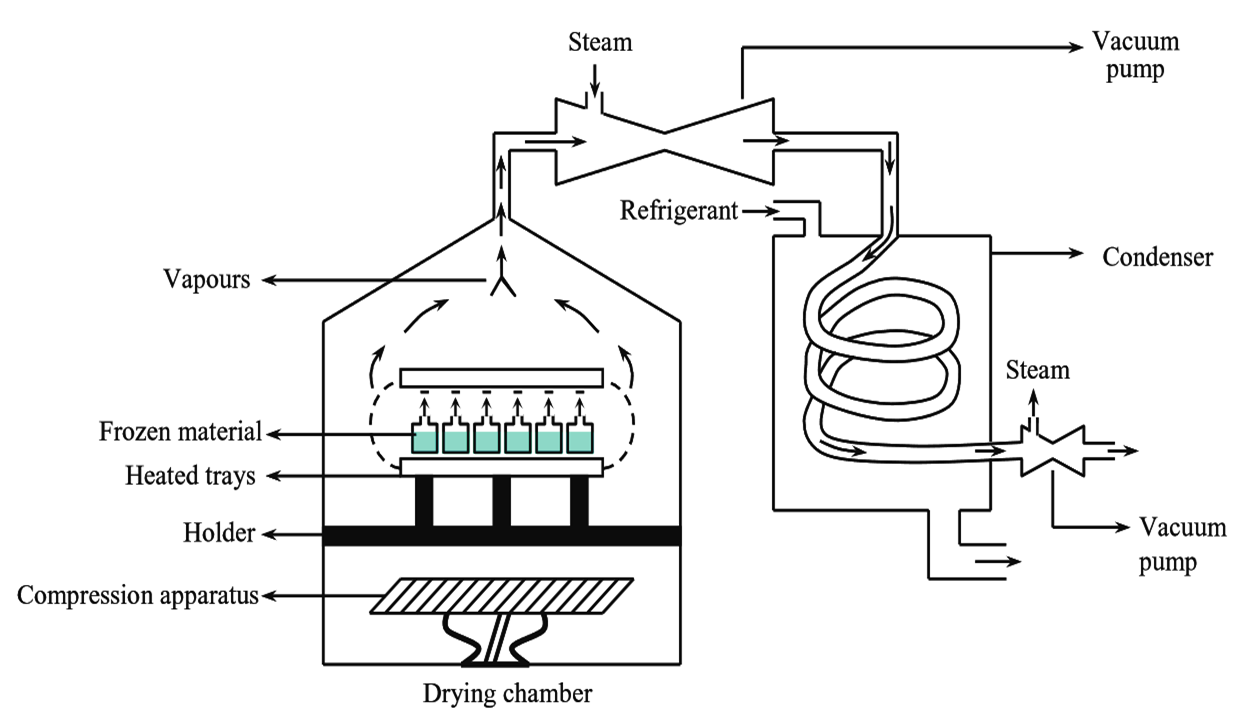 Steam
Vacuum
pump
Refrigerant
Vapours
Condenser
Steam
Frozen material
Heated trays
Holder
Vacuum
pump
Compression apparatus
Drying chamber